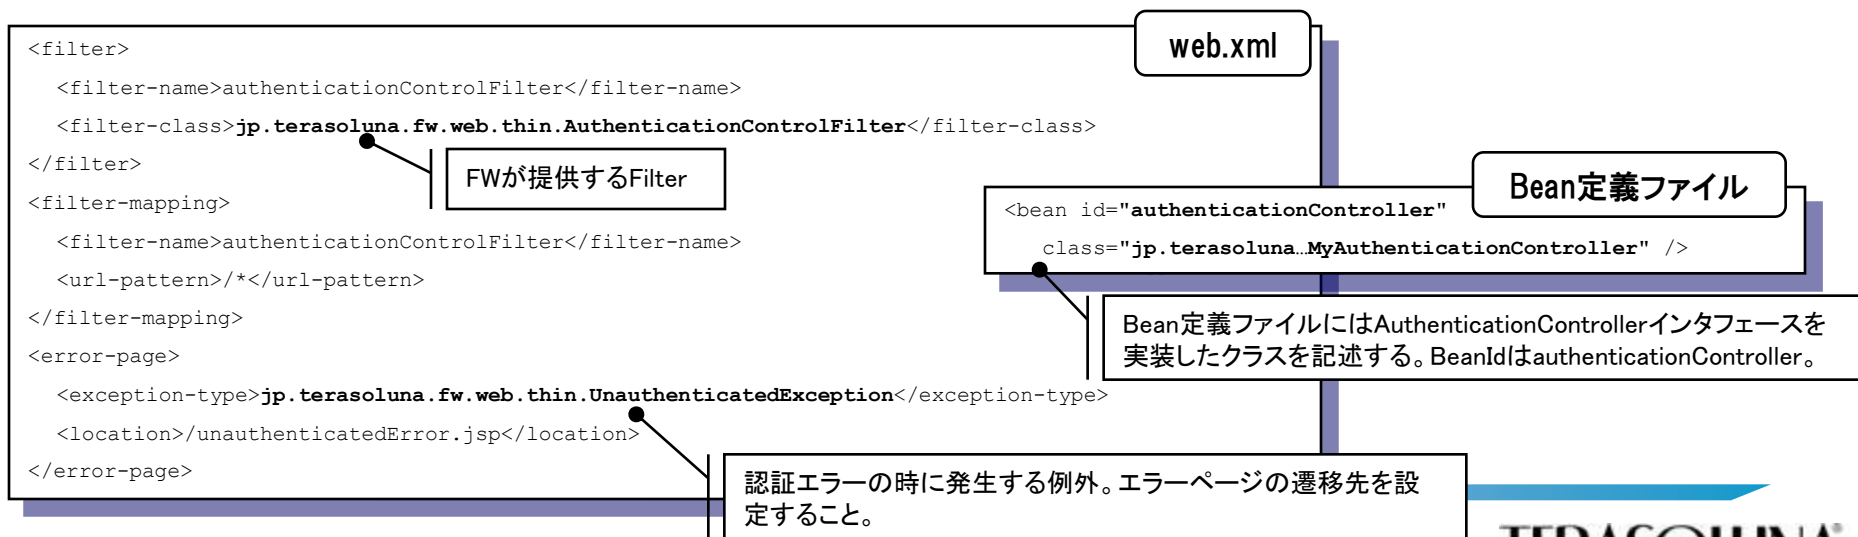 web.xml
<filter>
<filter-name>authenticationControlFilter</filter-name>
<filter-class>jp.terasoluna.fw.web.thin.AuthenticationControlFilter</filter-class>
</filter>
FWが提供するFilter
<filter-mapping>
<filter-name>authenticationControlFilter</filter-name>
<url-pattern>/*</url-pattern>
</filter-mapping>
<error-page>
<exception-type>jp.terasoluna.fw.web.thin.UnauthenticatedException</exception-type>
<location>/unauthenticatedError.jsp</location>
</error-page>
認証エラーの時に発生する例外。エラーページの遷移先を設
定すること。
Bean定義ファイル
<bean id="authenticationController"
class="jp.terasoluna…MyAuthenticationController" />
Bean定義ファイルにはAuthenticationControllerインタフェースを
実装したクラスを記述する。BeanIdはauthenticationController。
TERASOLUNA®